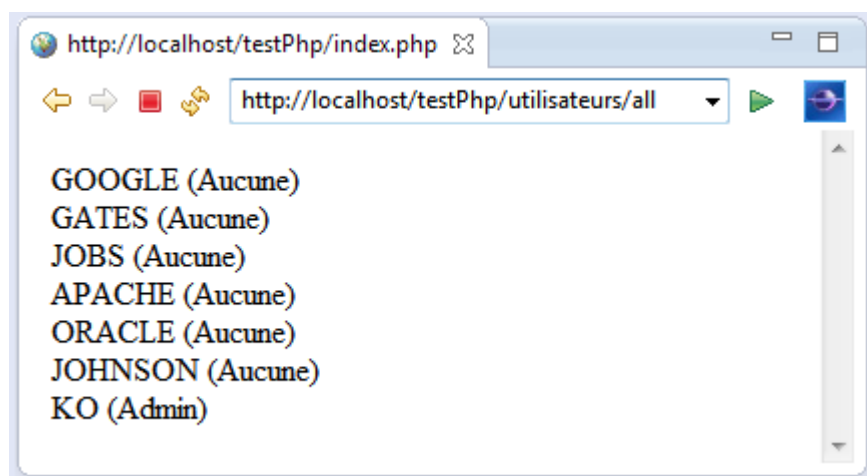 http://localhost/testPhp/index.php
http://localhost/testPhp/utilisateurs/all
GOOGLE (Aucune)
GATES (Aucune)
JOBS (Aucune)
APACHE (Aucune)
ORACLE (Aucune)
JOHNSON (Aucune)
KO (Admin)